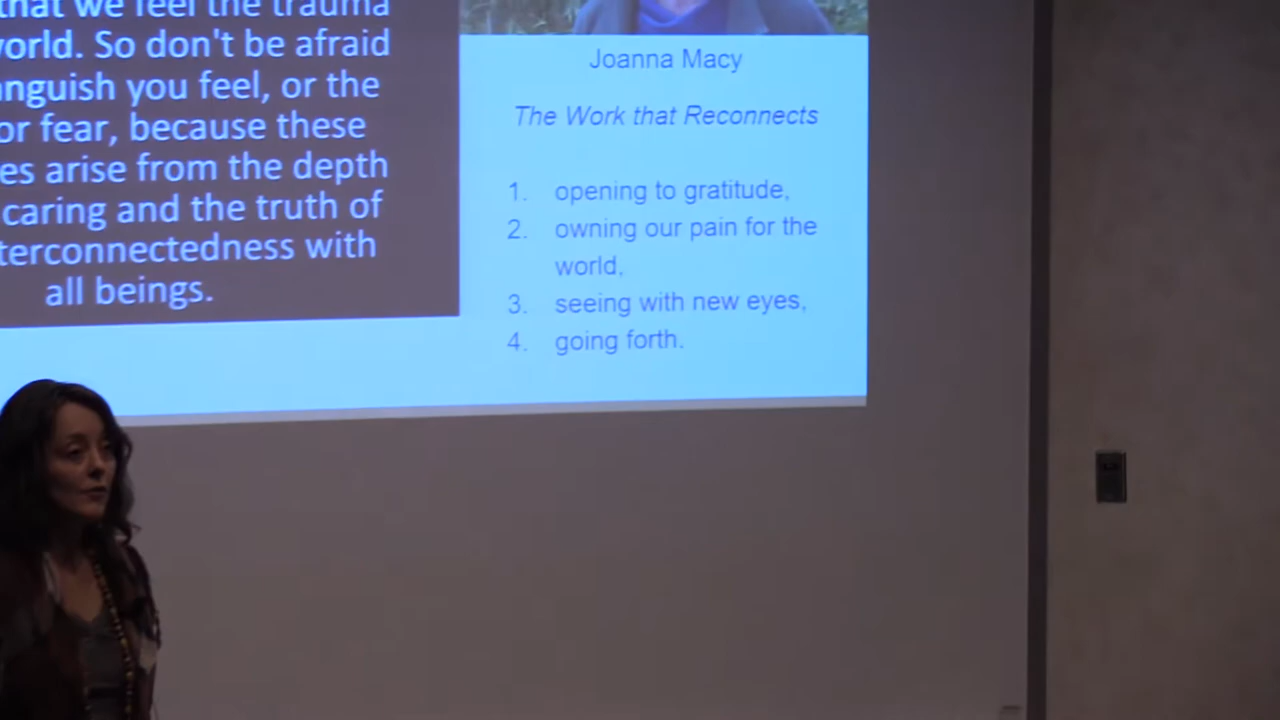 that we feel the trauma
world. So don't be afraid
anguish you feel, or the
or fear, because these
es arise from the depth
caring and the truth of
terconnectedness with
all beings.
Joanna Macy
The Work that Reconnects
1. opening to gratitude,
2. owning our pain for the
world,
3. seeing with new eyes,
4. going forth.